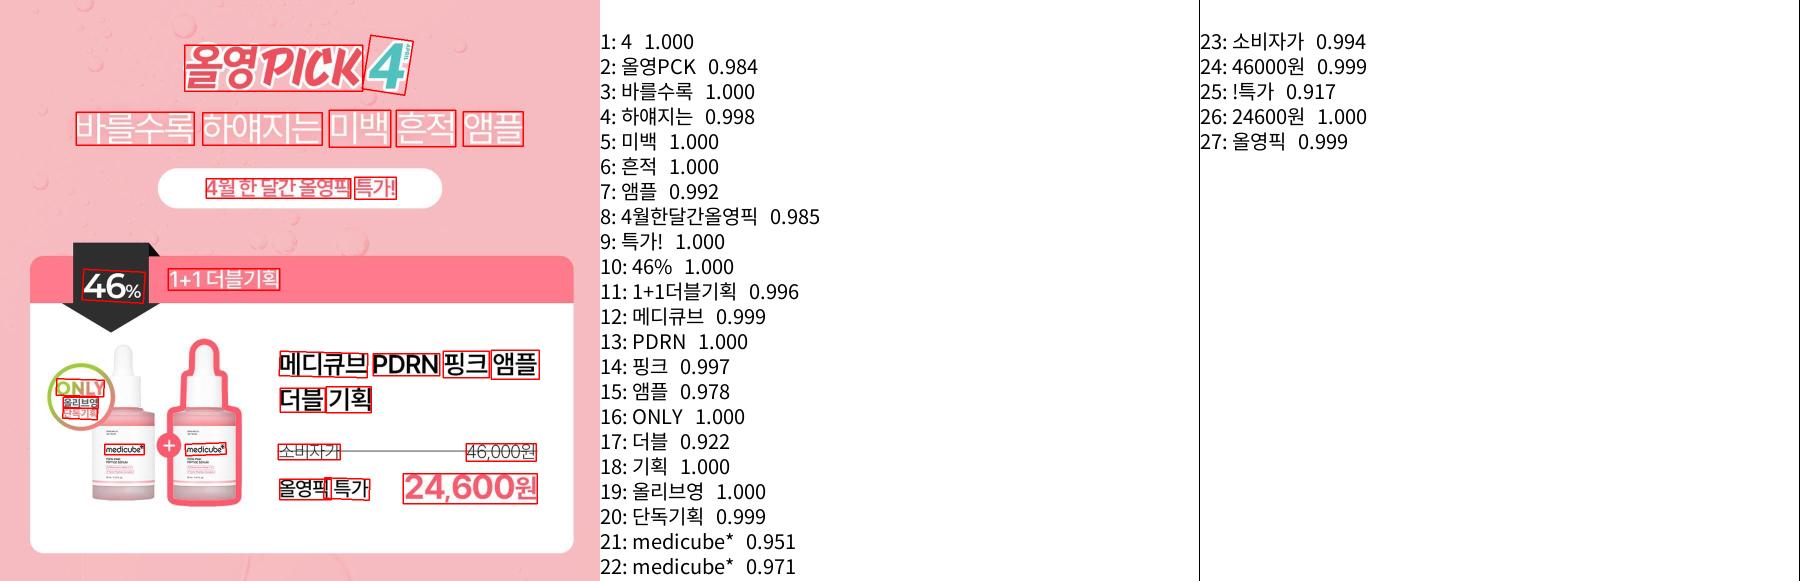 올영PICK 4 APRIL
바를수록 하얘지는 미백 흔적 앰플
4월 한 달간 올영픽 특가!
46% 1+1 더블기획
메디큐브 PDRN 핑크 앰플
더블 기획
ONLY
올리브영
단독기획
medicube
medicube
소비자가 46,000원
올영픽 특가 24,600원
1: 4 1.000
2: 올영PCK 0.984
3: 바를수록 1.000
4: 하얘지는 0.998
5: 미백 1.000
6: 흔적 1.000
7: 앰플 0.992
8: 4월한달간올영픽 0.985
9: 특가! 1.000
10: 46% 1.000
11: 1+1더블기획 0.996
12: 메디큐브 0.999
13: PDRN 1.000
14: 핑크 0.997
15: 앰플 0.978
16: ONLY 1.000
17: 더블 0.922
18: 기획 1.000
19: 올리브영 1.000
20: 단독기획 0.999
21: medicube* 0.951
22: medicube* 0.971
23: 소비자가 0.994
24: 46000원 0.999
25: !특가 0.917
26: 24600원 1.000
27: 올영픽 0.999